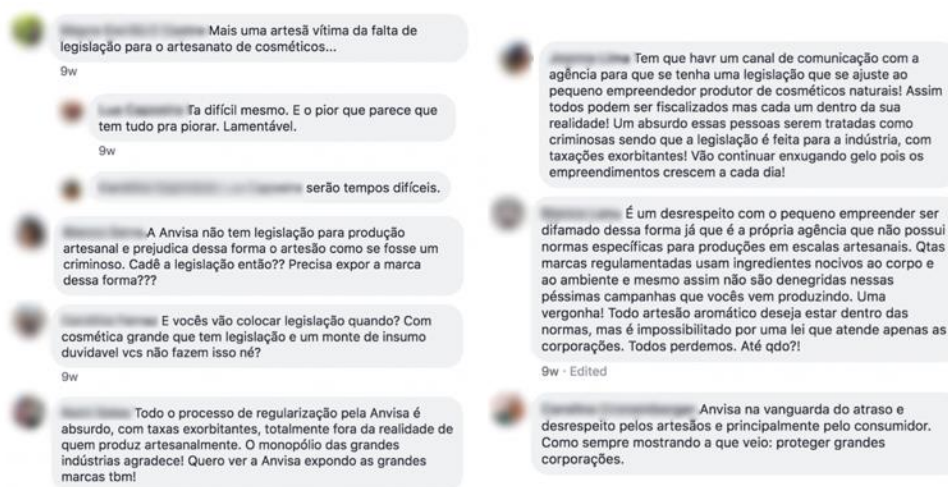 Mais uma artesã vítima da falta de
legislação para o artesanato de cosméticos...
9w
Ta difícil mesmo. E o pior que parece que
tem tudo pra piorar. Lamentável.
9w
serão tempos difíceis.
A Anvisa não tem legislação para produção
artesanal e prejudica dessa forma o artesão como se fosse um
criminoso. Cadê a legislação então?? Precisa expor a marca
dessa forma???
E vocês vão colocar legislação quando? Com
cosmética grande que tem legislação e um monte de insumo
duvidavel vcs não fazem isso né?
9w
Todo o processo de regularização pela Anvisa é
absurdo, com taxas exorbitantes, totalmente fora da realidade de
quem produz artesanalmente. O monopólio das grandes
indústrias agradece! Quero ver a Anvisa expondo as grandes
marcas tbm!
Tem que havr um canal de comunicação com a
agência para que se tenha uma legislação que se ajuste ao
pequeno empreendedor produtor de cosméticos naturais! Assim
todos podem ser fiscalizados mas cada um dentro da sua
realidade! Um absurdo essas pessoas serem tratadas como
criminosas sendo que a legislação é feita para a indústria, com
taxações exorbitantes! Vão continuar enxugando gelo pois os
empreendimentos crescem a cada dia!
É um desrespeito com o pequeno empreender ser
difamado dessa forma já que é a própria agência que não possui
normas específicas para produções em escalas artesanais. Qtas
marcas regulamentadas usam ingredientes nocivos ao corpo e
ao ambiente e mesmo assim não são denegridas nessas
péssimas campanhas que vocês vem produzindo. Uma
vergonha! Todo artesão aromático deseja estar dentro das
normas, mas é impossibilitado por uma lei que atende apenas as
corporações. Todos perdemos. Até qdo?!
9w · Edited
Anvisa na vanguarda do atraso e
desrespeito pelos artesãos e principalmente pelo consumidor.
Como sempre mostrando a que veio: proteger grandes
corporações.